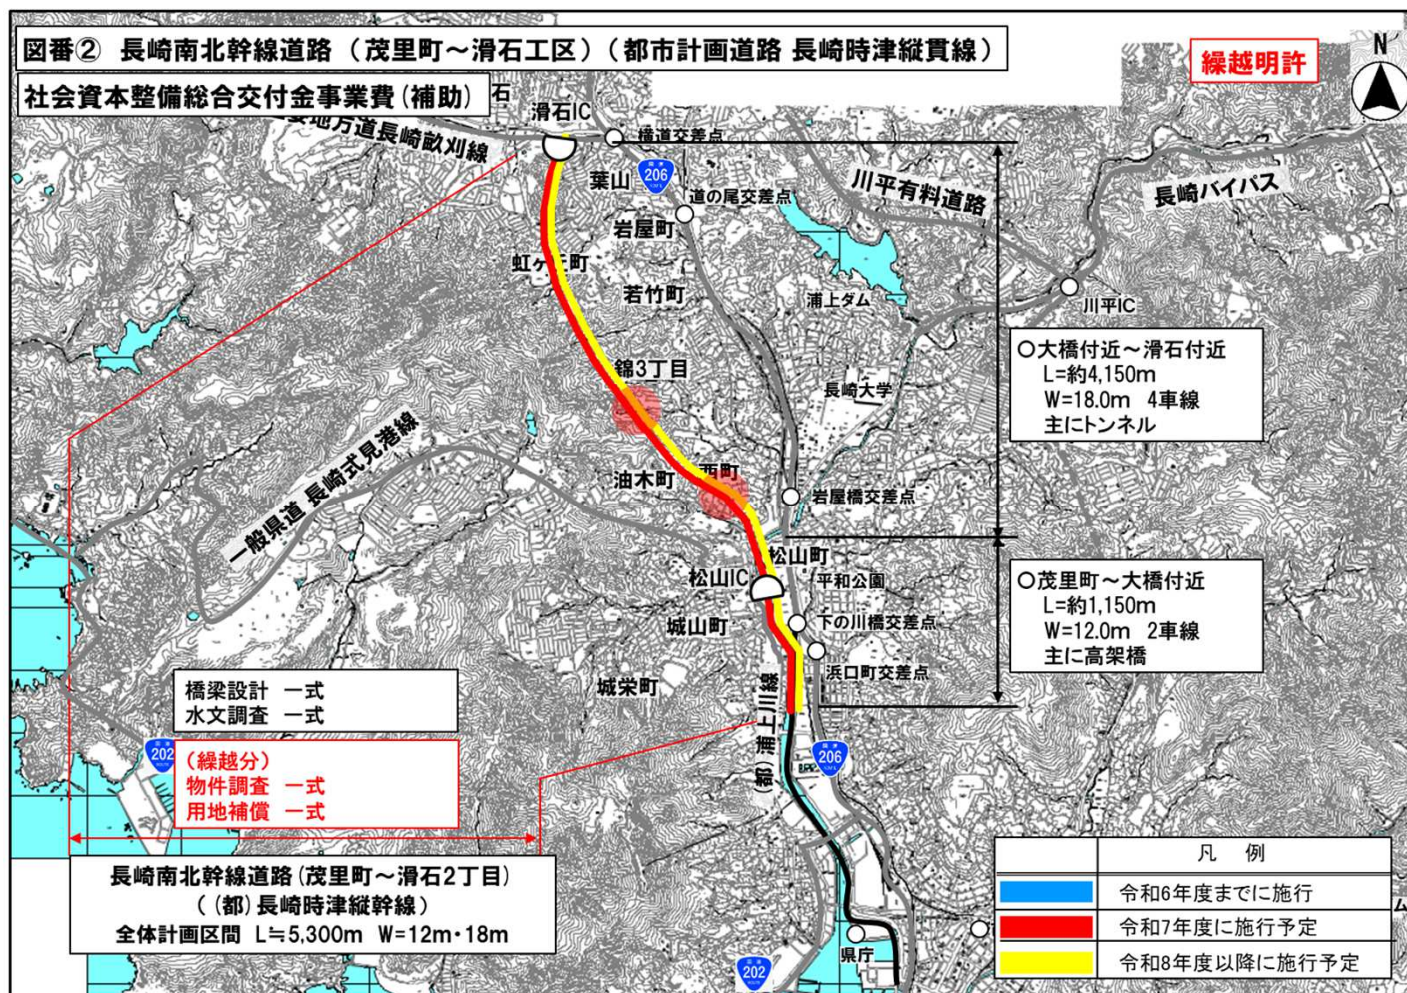 図番② 長崎南北幹線道路 (茂里町～滑石工区) (都市計画道路 長崎時津縦貫線)
繰越明許
N
社会資本整備総合交付金事業費(補助)
石
滑石IC
地方道長崎畝刈線
横道交差点
葉山
国道
206
道の尾交差点
川平有料道路
長崎バイパス
岩屋町
虹ヶ丘町
若竹町
浦上ダム
川平IC
○大橋付近～滑石付近
L=約4,150m
W=18.0m 4車線
主にトンネル
錦3丁目
長崎大学
一般県道 長崎式見港線
油木町
西町
岩屋橋交差点
松山町
松山IC
平和公園
○茂里町～大橋付近
L=約1,150m
W=12.0m 2車線
主に高架橋
城山町
下の川橋交差点
浜口町交差点
城栄町
(都)浦上川線
橋梁設計 一式
水文調査 一式
国道
202
(繰越分)
物件調査 一式
用地補償 一式
国道
206
長崎南北幹線道路(茂里町～滑石2丁目)
((都)長崎時津縦幹線)
全体計画区間 L≒5,300m W=12m・18m
凡 例
令和6年度までに施行
令和7年度に施行予定
令和8年度以降に施行予定
ム
県庁
国道
202